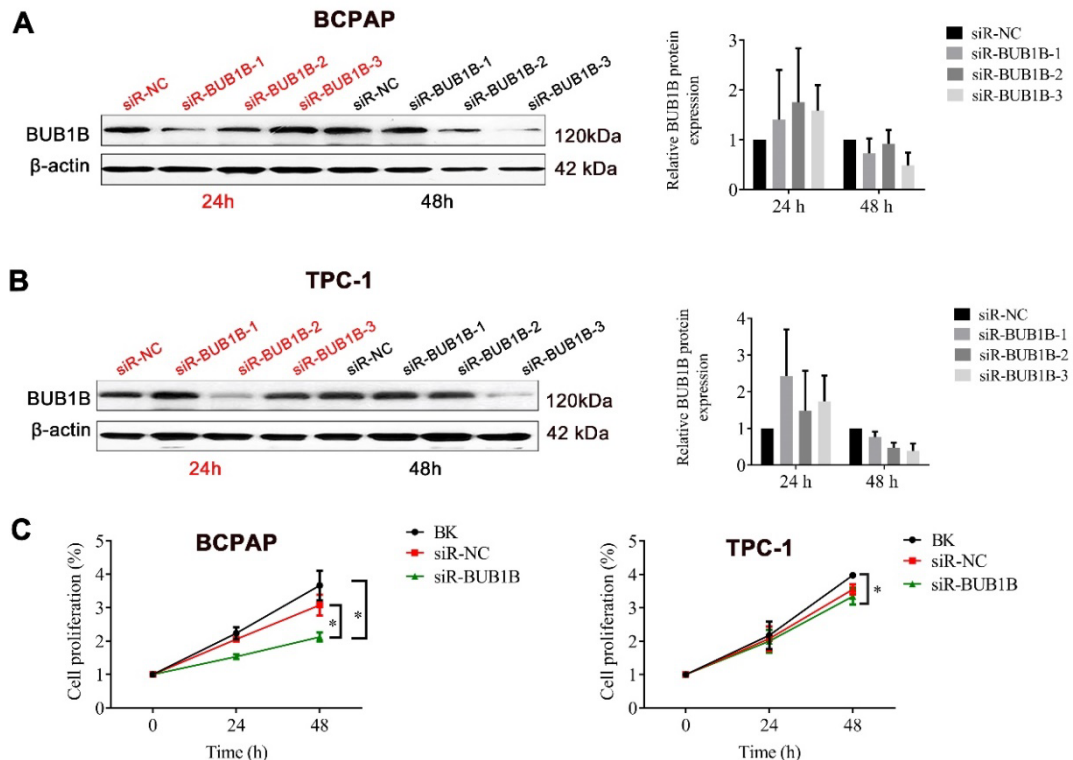 A
BCPAP
siR-NC
siR-BUB1B-1
siR-BUB1B-2
siR-BUB1B-3
siR-NC
siR-BUB1B-1
siR-BUB1B-2
siR-BUB1B-3
BUB1B
120kDa
β-actin
42 kDa
24h
48h
Relative BUB1B protein
expression
3
2
1
0
24 h
48 h
siR-NC
siR-BUB1B-1
siR-BUB1B-2
siR-BUB1B-3
B
TPC-1
siR-NC
siR-BUB1B-1
siR-BUB1B-2
siR-BUB1B-3
siR-NC
siR-BUB1B-1
siR-BUB1B-2
siR-BUB1B-3
BUB1B
120kDa
β-actin
42 kDa
24h
48h
Relative BUB1B protein
expression
4
3
2
1
0
24 h
48 h
siR-NC
siR-BUB1B-1
siR-BUB1B-2
siR-BUB1B-3
C
BCPAP
BK
siR-NC
siR-BUB1B
Cell proliferation (%)
5
4
3
2
1
0
0
24
48
Time (h)
*
*
TPC-1
BK
siR-NC
siR-BUB1B
Cell proliferation (%)
5
4
3
2
1
0
0
24
48
Time (h)
*